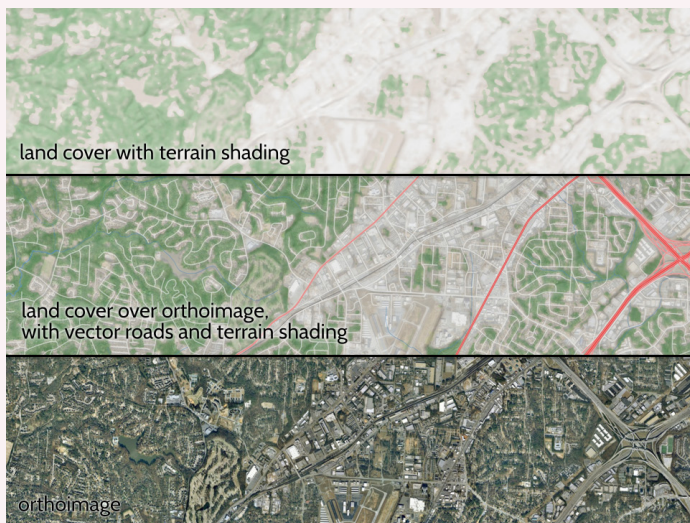 land cover with terrain shading
land cover over orthoimage,
with vector roads and terrain shading
orthoimage